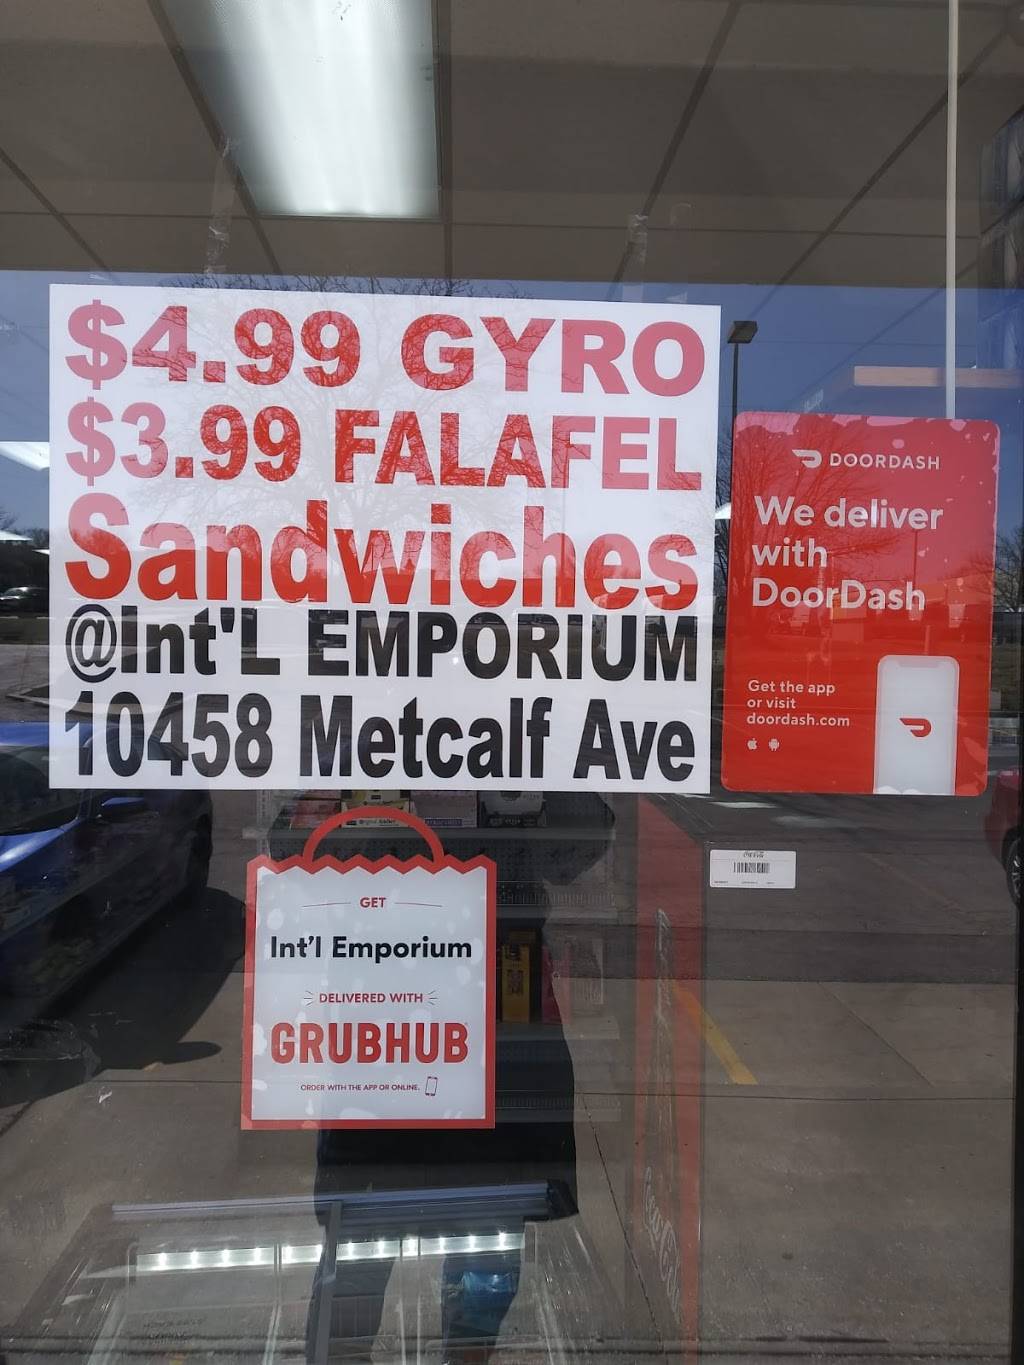 $4.99 GYRO
$3.99 FALAFEL
Sandwiches
@Int'L EMPORIUM
10458 Metcalf Ave
DOORDASH
We deliver
with
DoorDash
Get the app
or visit
doordash.com
GET
Int'l Emporium
DELIVERED WITH
GRUBHUB
ORDER WITH THE APP OR ONLINE.